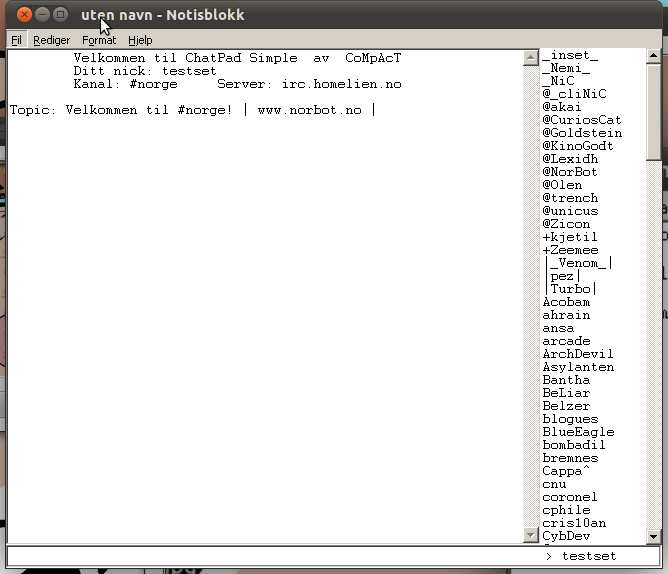 uten navn - Notisblokk
Fil Rediger Format Hjelp
Velkommen til ChatPad Simple av CoMpAcT
Ditt nick: testset
Kanal: #norge Server: irc.homelien.no
Topic: Velkommen til #norge! | www.norbot.no |
_inset_
_Nemi_
_NiC
@_cliNiC
@akai
@CuriosCat
@Goldstein
@KinoGodt
@Lexidh
@NorBot
@Olen
@trench
@unicus
@Zicon
+kjetil
+Zeemee
|_Venom_|
|pez|
|Turbo|
Acobam
ahrain
ansa
arcade
ArchDevil
Asylanten
Bantha
BeLiar
Belzer
blogues
BlueEagle
bombadil
bremnes
Cappa^
cnu
coronel
cphile
cris10an
CybDev
> testset